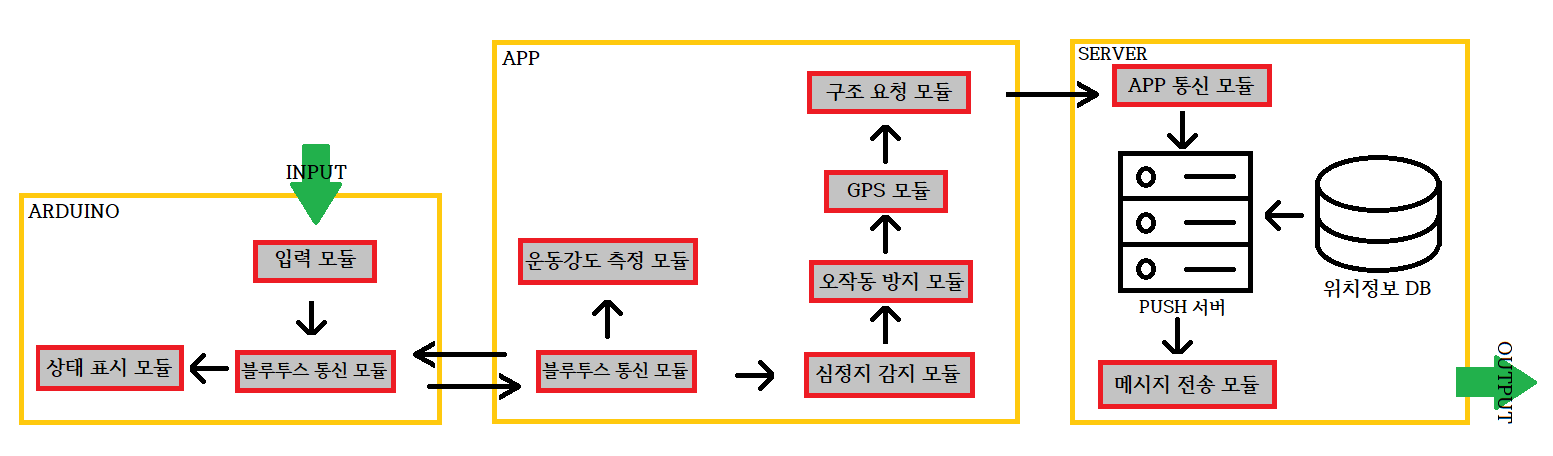 INPUT
ARDUINO
입력 모듈
상태 표시 모듈
블루투스 통신 모듈
APP
구조 요청 모듈
GPS 모듈
운동강도 측정 모듈
오작동 방지 모듈
블루투스 통신 모듈
심정지 감지 모듈
SERVER
APP 통신 모듈
위치정보 DB
PUSH 서버
메시지 전송 모듈
OUTPUT